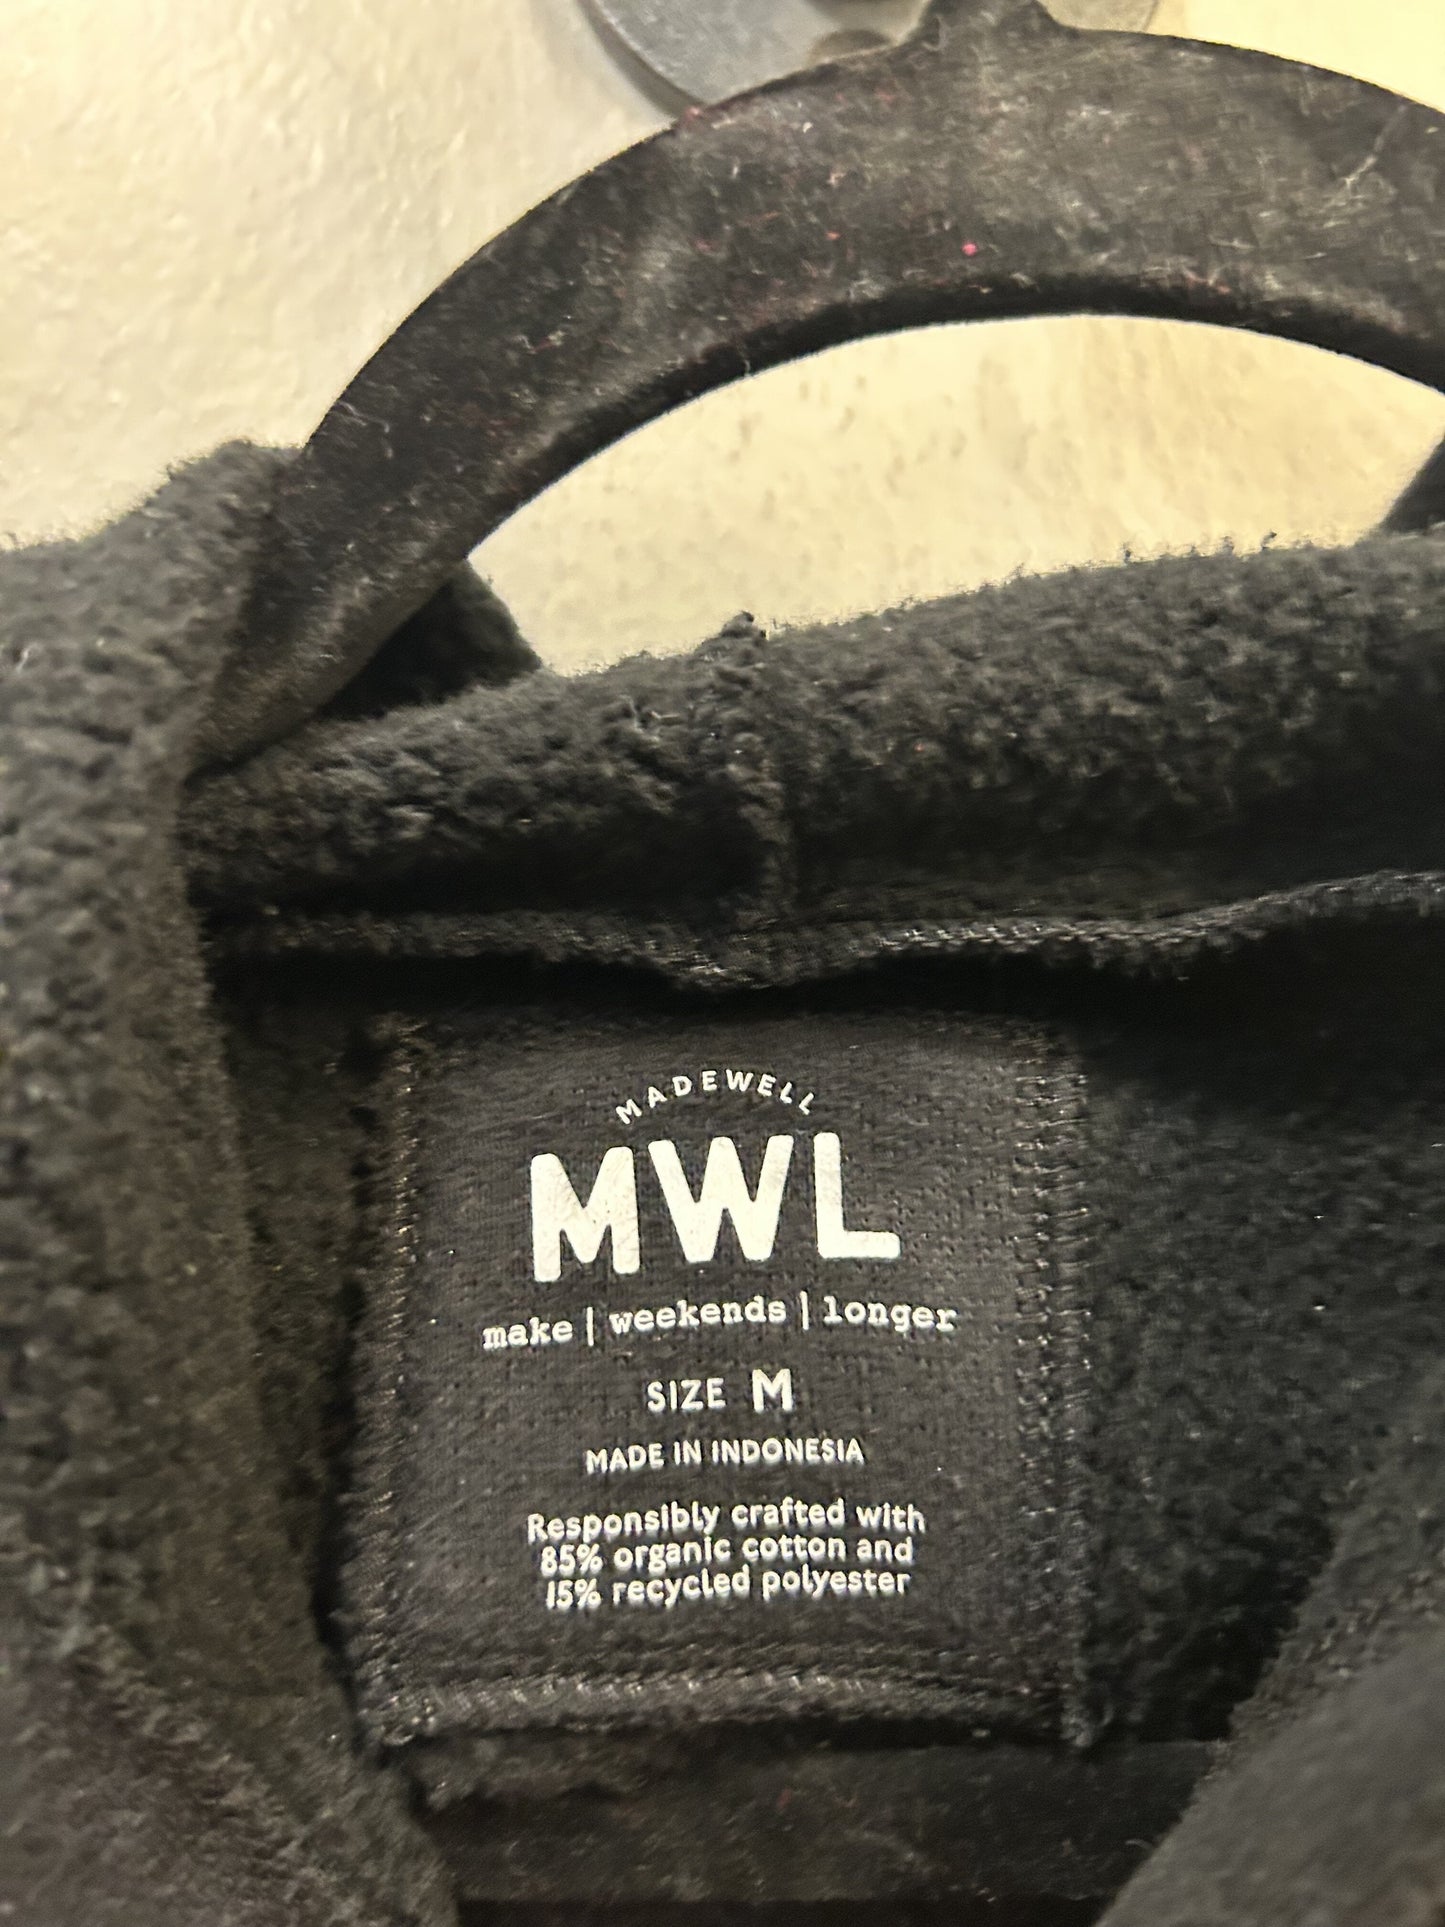 MADEWELL
MWL
make | weekends | longer
SIZE M
MADE IN INDONESIA
Responsibly crafted with
85% organic cotton and
15% recycled polyester